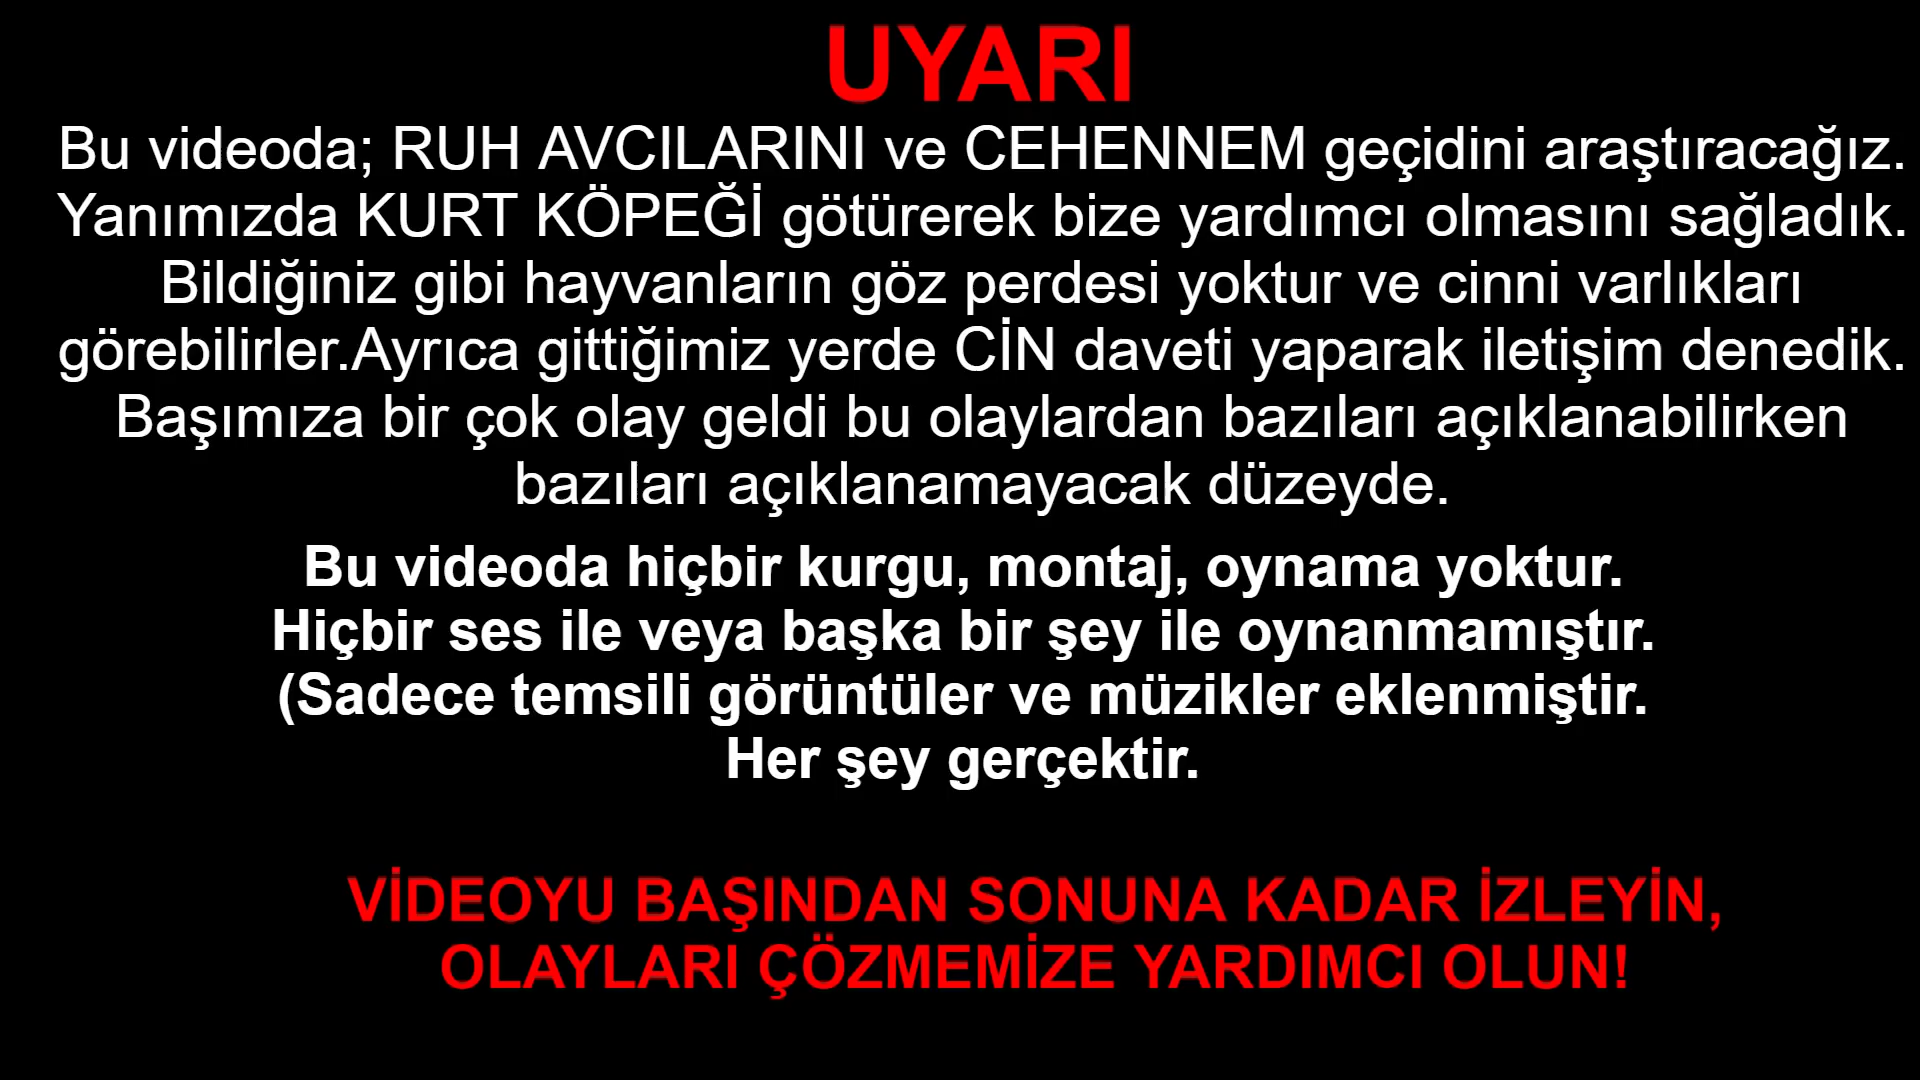 UYARI
Bu videoda; RUH AVCILARINI ve CEHENNEM geçidini araştıracağız.
Yanımızda KURT KÖPEĞİ götürerek bize yardımcı olmasını sağladık.
Bildiğiniz gibi hayvanların göz perdesi yoktur ve cinni varlıkları
görebilirler.Ayrıca gittiğimiz yerde CİN daveti yaparak iletişim denedik.
Başımıza bir çok olay geldi bu olaylardan bazıları açıklanabilirken
bazıları açıklanamayacak düzeyde.
Bu videoda hiçbir kurgu, montaj, oynama yoktur.
Hiçbir ses ile veya başka bir şey ile oynanmamıştır.
(Sadece temsili görüntüler ve müzikler eklenmiştir.
Her şey gerçektir.
VİDEOYU BAŞINDAN SONUNA KADAR İZLEYİN,
OLAYLARI ÇÖZMEMİZE YARDIMCI OLUN!